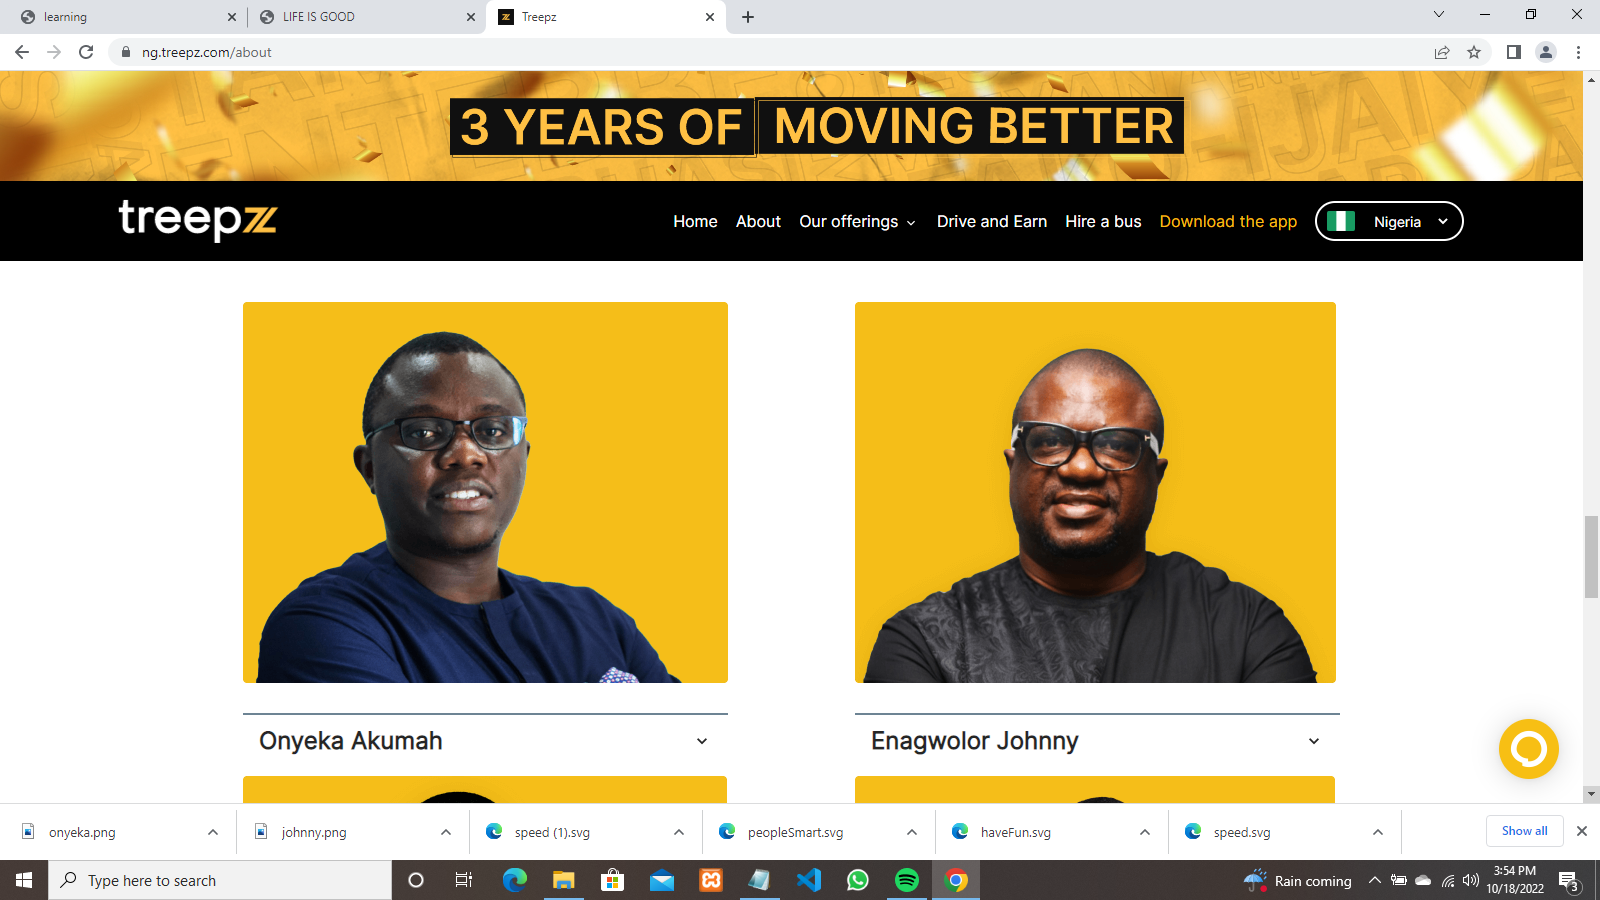 learning
LIFE IS GOOD
Treepz
ng.treepz.com/about
3 YEARS OF MOVING BETTER
treepz
Home About Our offerings Drive and Earn Hire a bus Download the app Nigeria
Onyeka Akumah
Enagwolor Johnny
onyeka.png
johnny.png
speed (1).svg
peopleSmart.svg
haveFun.svg
speed.svg
Show all
Type here to search
Rain coming
3:54 PM
10/18/2022
3